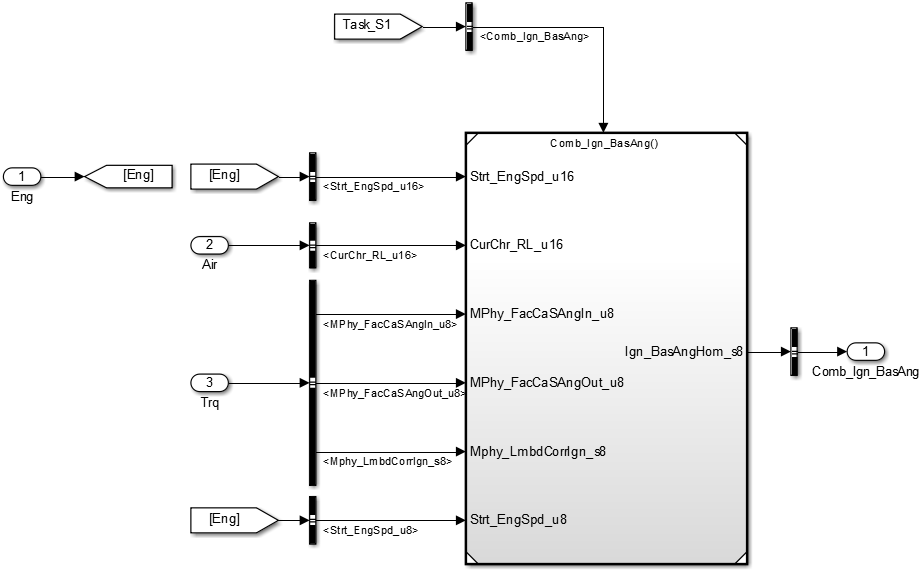 Task_S1
<Comb_Ign_BasAng>
Comb_Ign_BasAng()
1
Eng
[Eng]
[Eng]
<Strt_EngSpd_u16>
Strt_EngSpd_u16
2
Air
<CurChr_RL_u16>
CurChr_RL_u16
<MPhy_FacCaSAngIn_u8>
MPhy_FacCaSAngIn_u8
Ign_BasAngHom_s8
1
Comb_Ign_BasAng
3
Trq
<MPhy_FacCaSAngOut_u8>
MPhy_FacCaSAngOut_u8
<Mphy_LmbdCorrIgn_s8>
Mphy_LmbdCorrIgn_s8
[Eng]
<Strt_EngSpd_u8>
Strt_EngSpd_u8